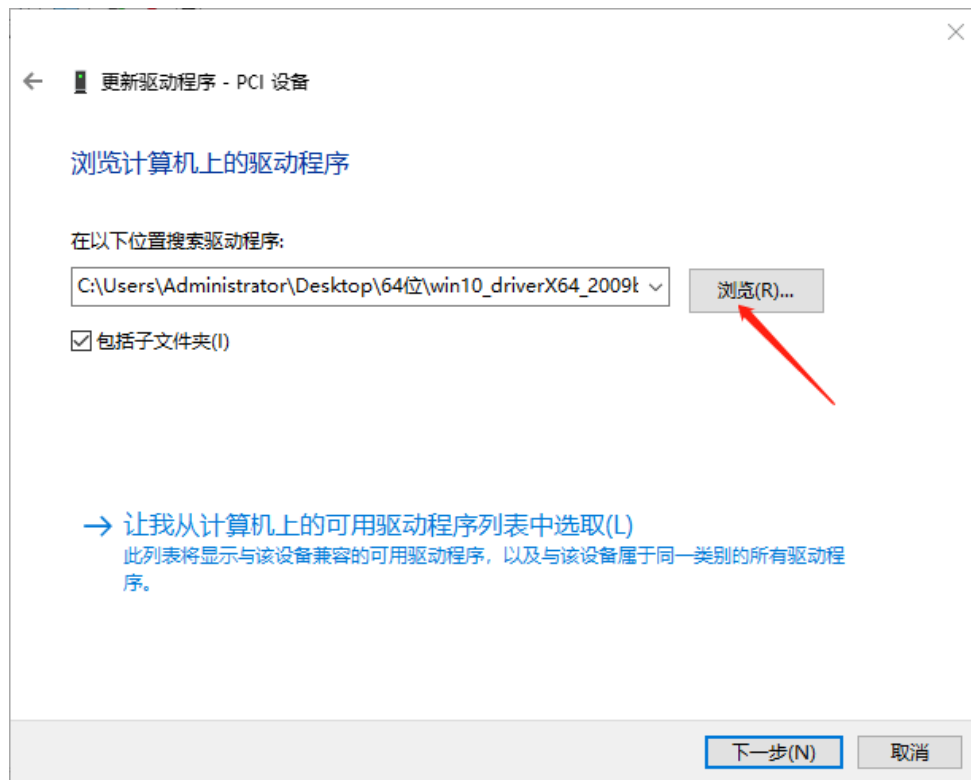 更新驱动程序 - PCI 设备
浏览计算机上的驱动程序
在以下位置搜索驱动程序:
C:\Users\Administrator\Desktop\64位\win10_driverX64_2009b
浏览(R)...
包括子文件夹(I)
让我从计算机上的可用驱动程序列表中选取(L)
此列表将显示与该设备兼容的可用驱动程序，以及与该设备属于同一类别的所有驱动程
序。
下一步(N)
取消